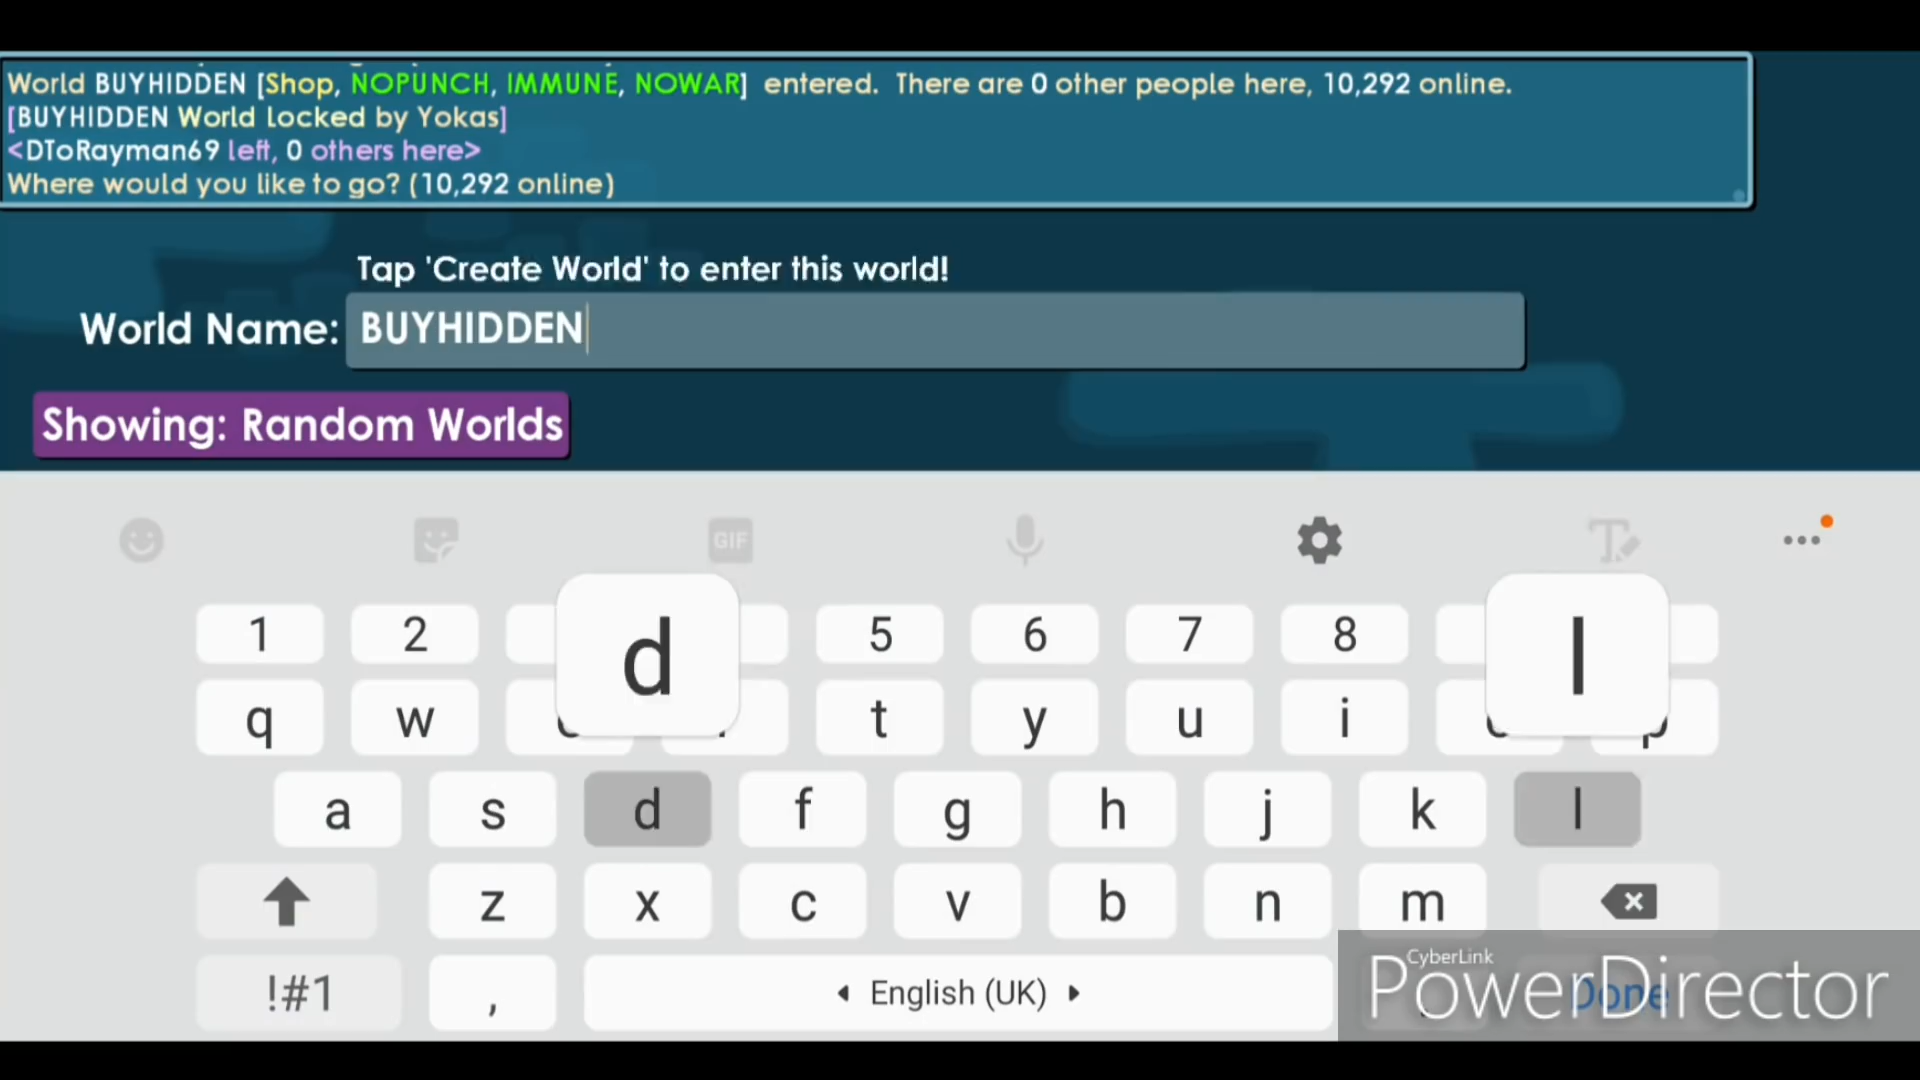 World BUYHIDDEN [Shop, NOPUNCH, IMMUNE, NOWAR] entered. There are 0 other people here, 10,292 online.
[BUYHIDDEN World Locked by Yokas]
<DToRayman69 left, 0 others here>
Where would you like to go? (10,292 online)
Tap 'Create World' to enter this world!
World Name: BUYHIDDEN
Showing: Random Worlds
GIF
d l
1 2 5 6 7 8
q w t y u i p
a s d f g h j k l
z x c v b n m
!#1 , English (UK) Done
CyberLink
PowerDirector